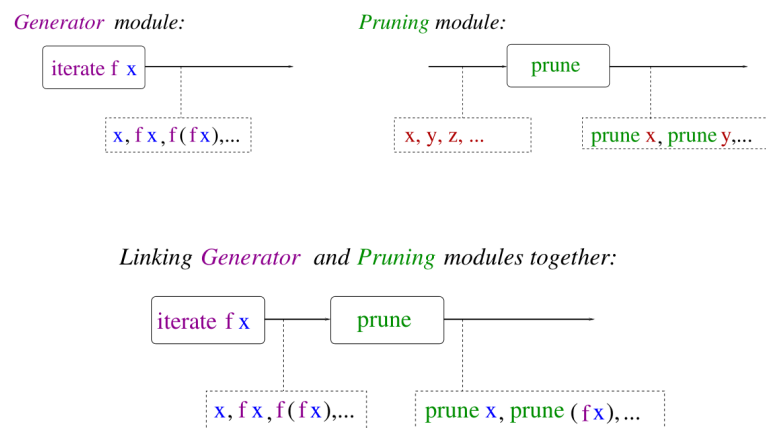 Generator module:
Pruning module:
iterate f x
prune
x, f x, f ( f x),...
x, y, z, ...
prune x, prune y,...
Linking Generator and Pruning modules together:
iterate f x
prune
x, f x, f ( f x),...
prune x, prune ( f x), ...